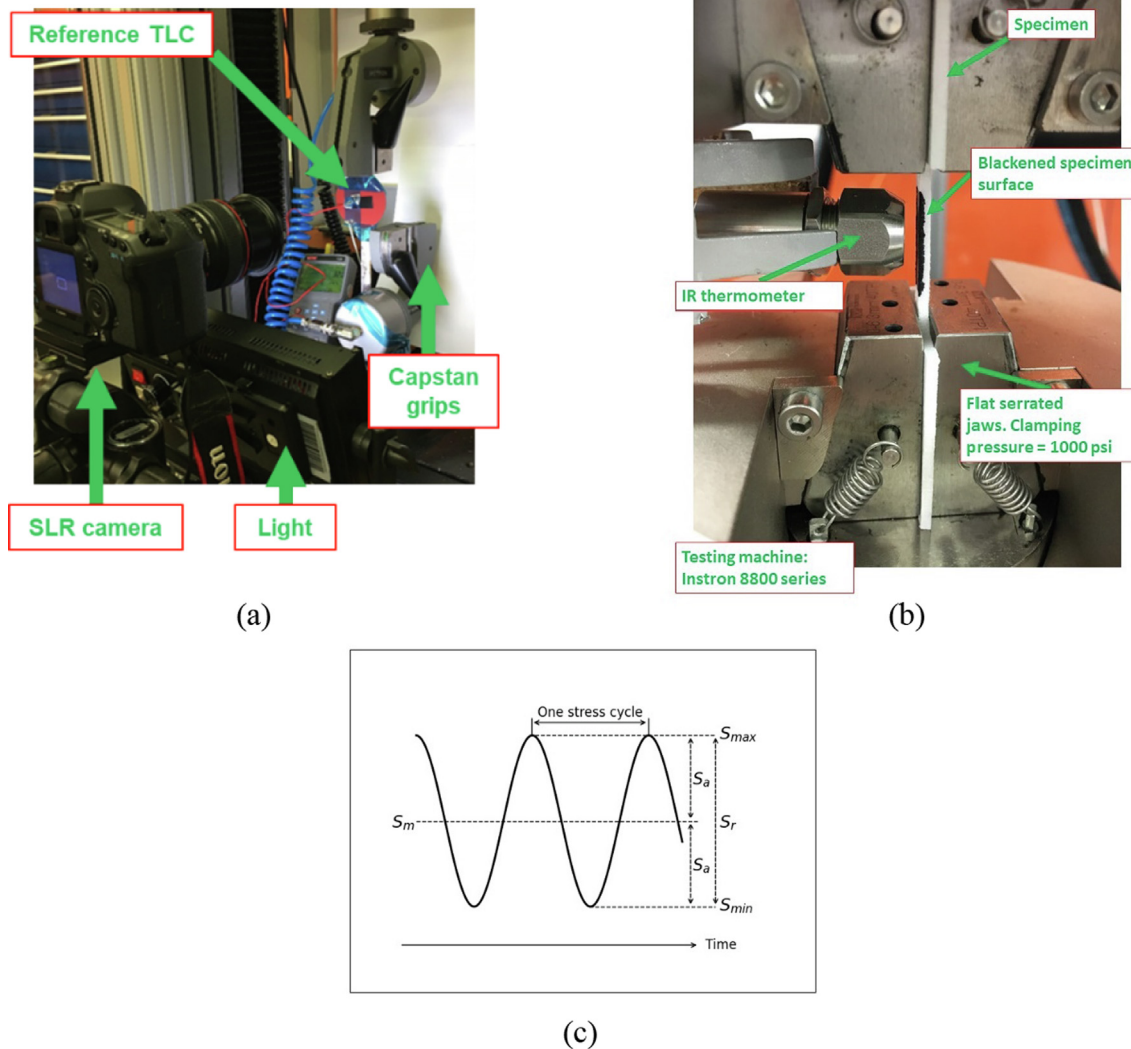 Reference TLC
Capstan
grips
SLR camera
Light
(a)
Specimen
Blackened specimen
surface
IR thermometer
Flat serrated
jaws. Clamping
pressure = 1000 psi
Testing machine:
Instron 8800 series
(b)
One stress cycle
Smax
Sa
Sm
Sr
Sa
Smin
Time
(c)